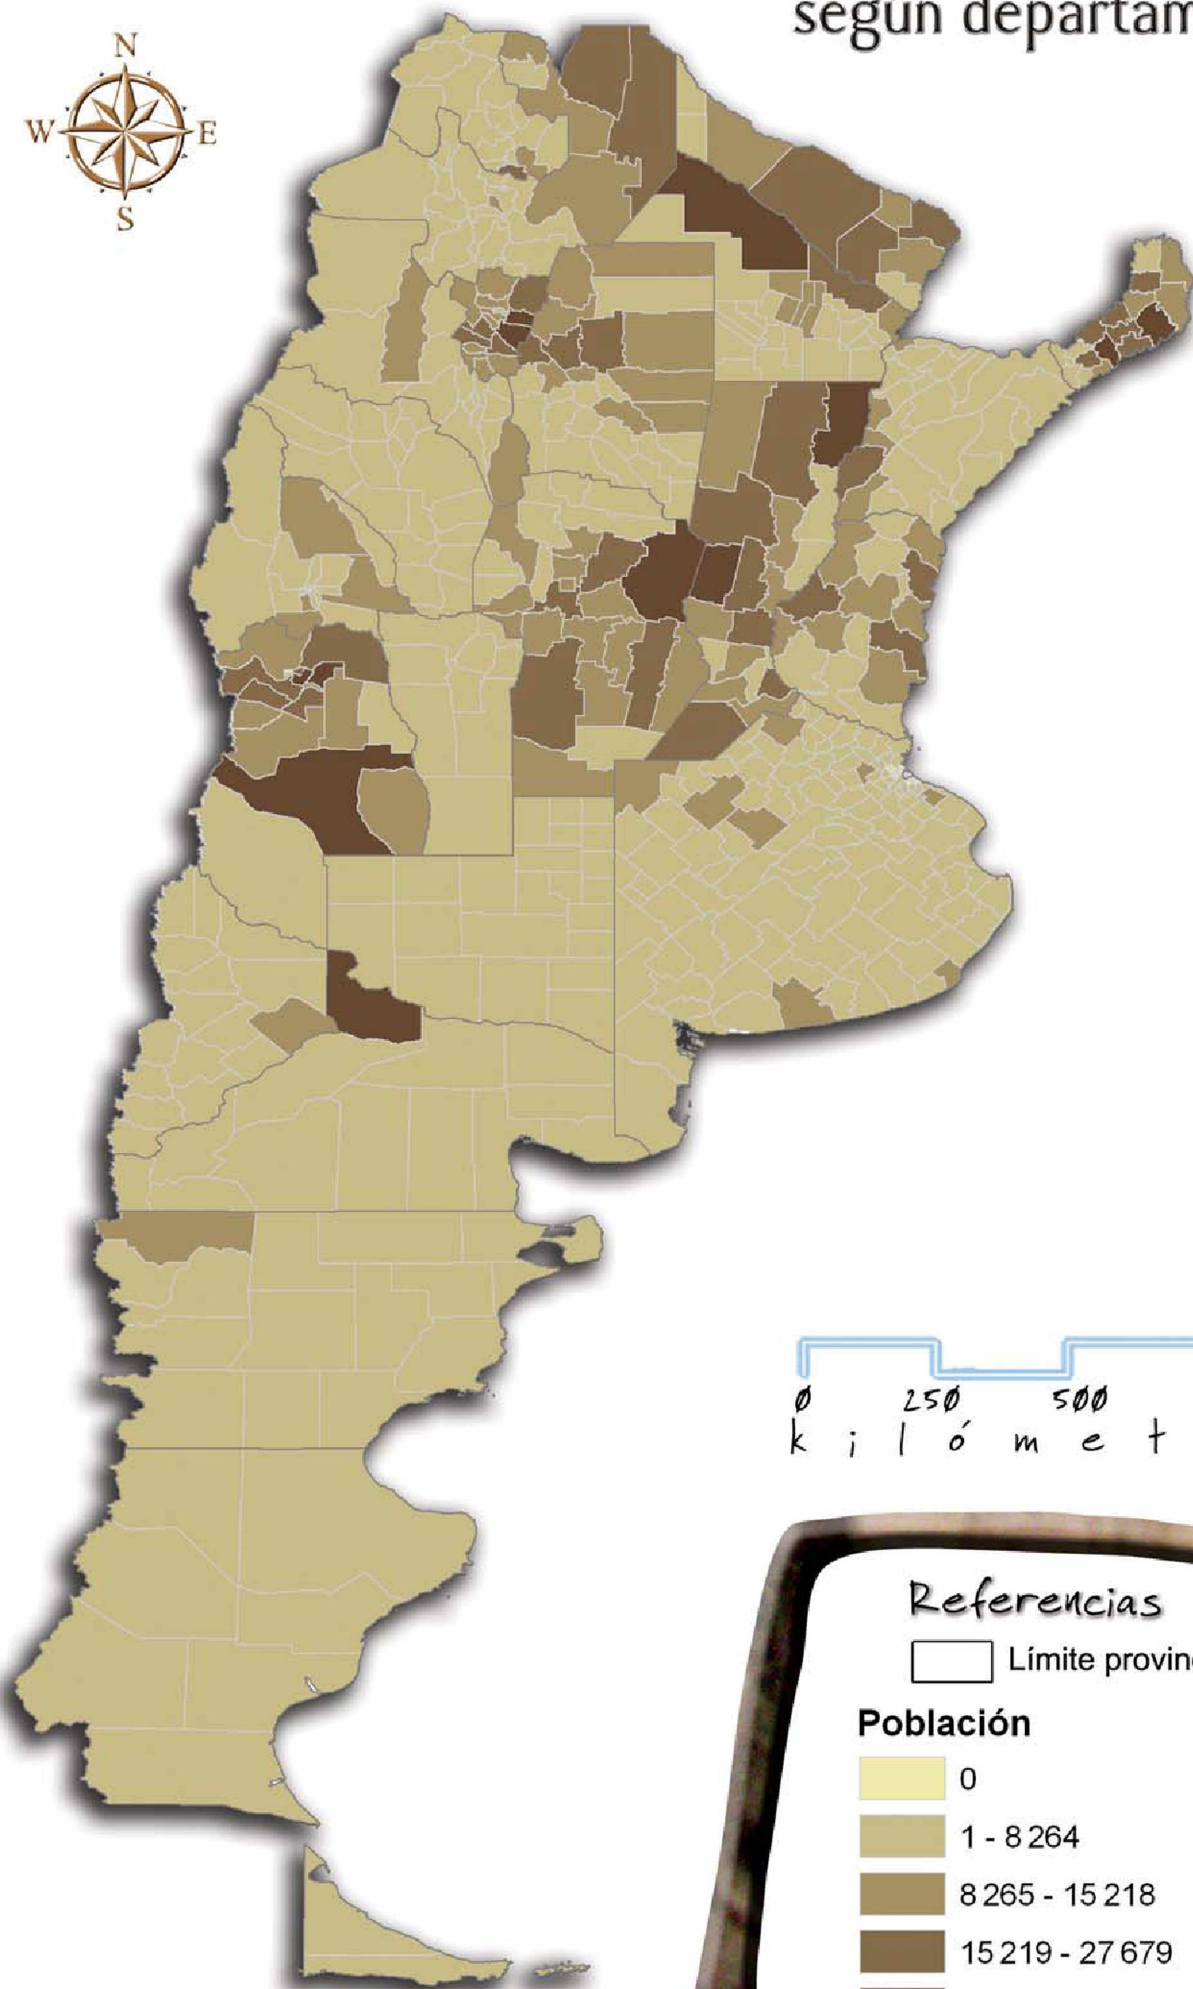 según departam
N
W E
S
0 250 500
k i l ó m e t
Referencias
Límite provin
Población
0
1 - 8 264
8 265 - 15 218
15 219 - 27 679